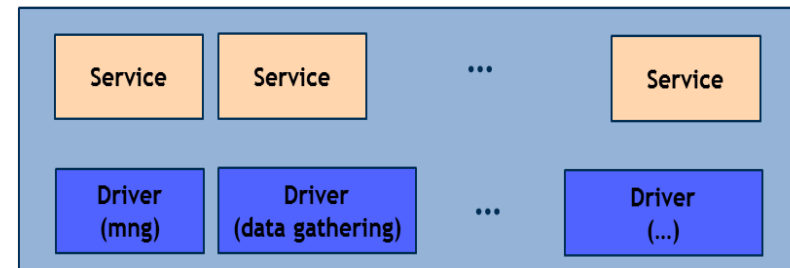 Service
Service
...
Service
Driver
(mng)
Driver
(data gathering)
...
Driver
(...)